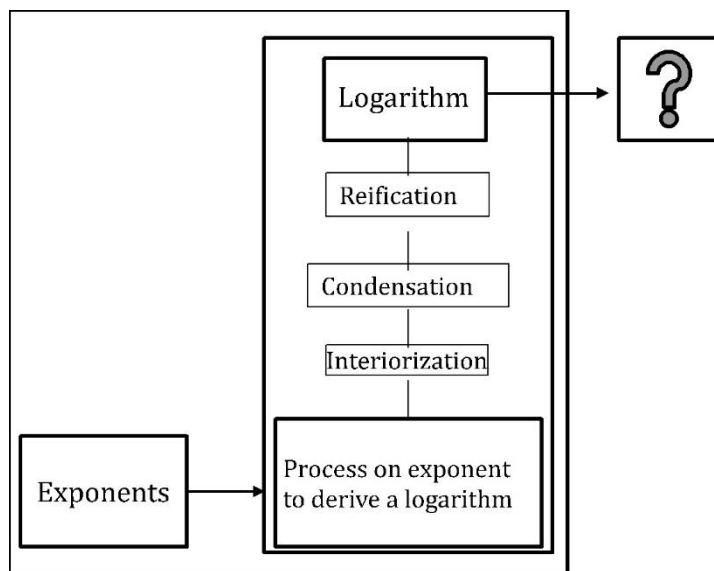 Logarithm
?
Reification
Condensation
Interiorization
Process on exponent
to derive a logarithm
Exponents